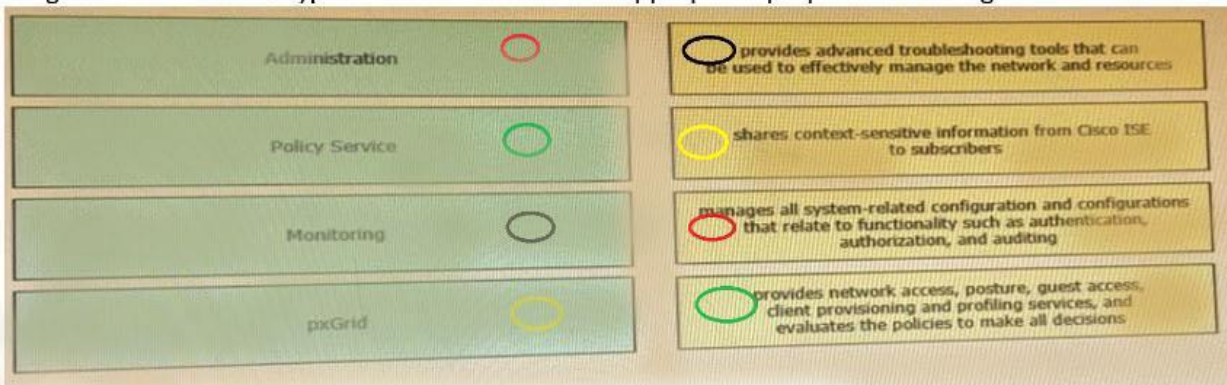 Administration
Policy Service
Monitoring
pxGrid
provides advanced troubleshooting tools that can
be used to effectively manage the network and resources
shares context-sensitive information from Cisco ISE
to subscribers
manages all system-related configuration and configurations
that relate to functionality such as authentication,
authorization, and auditing
provides network access, posture, guest access,
client provisioning and profiling services, and
evaluates the policies to make all decisions